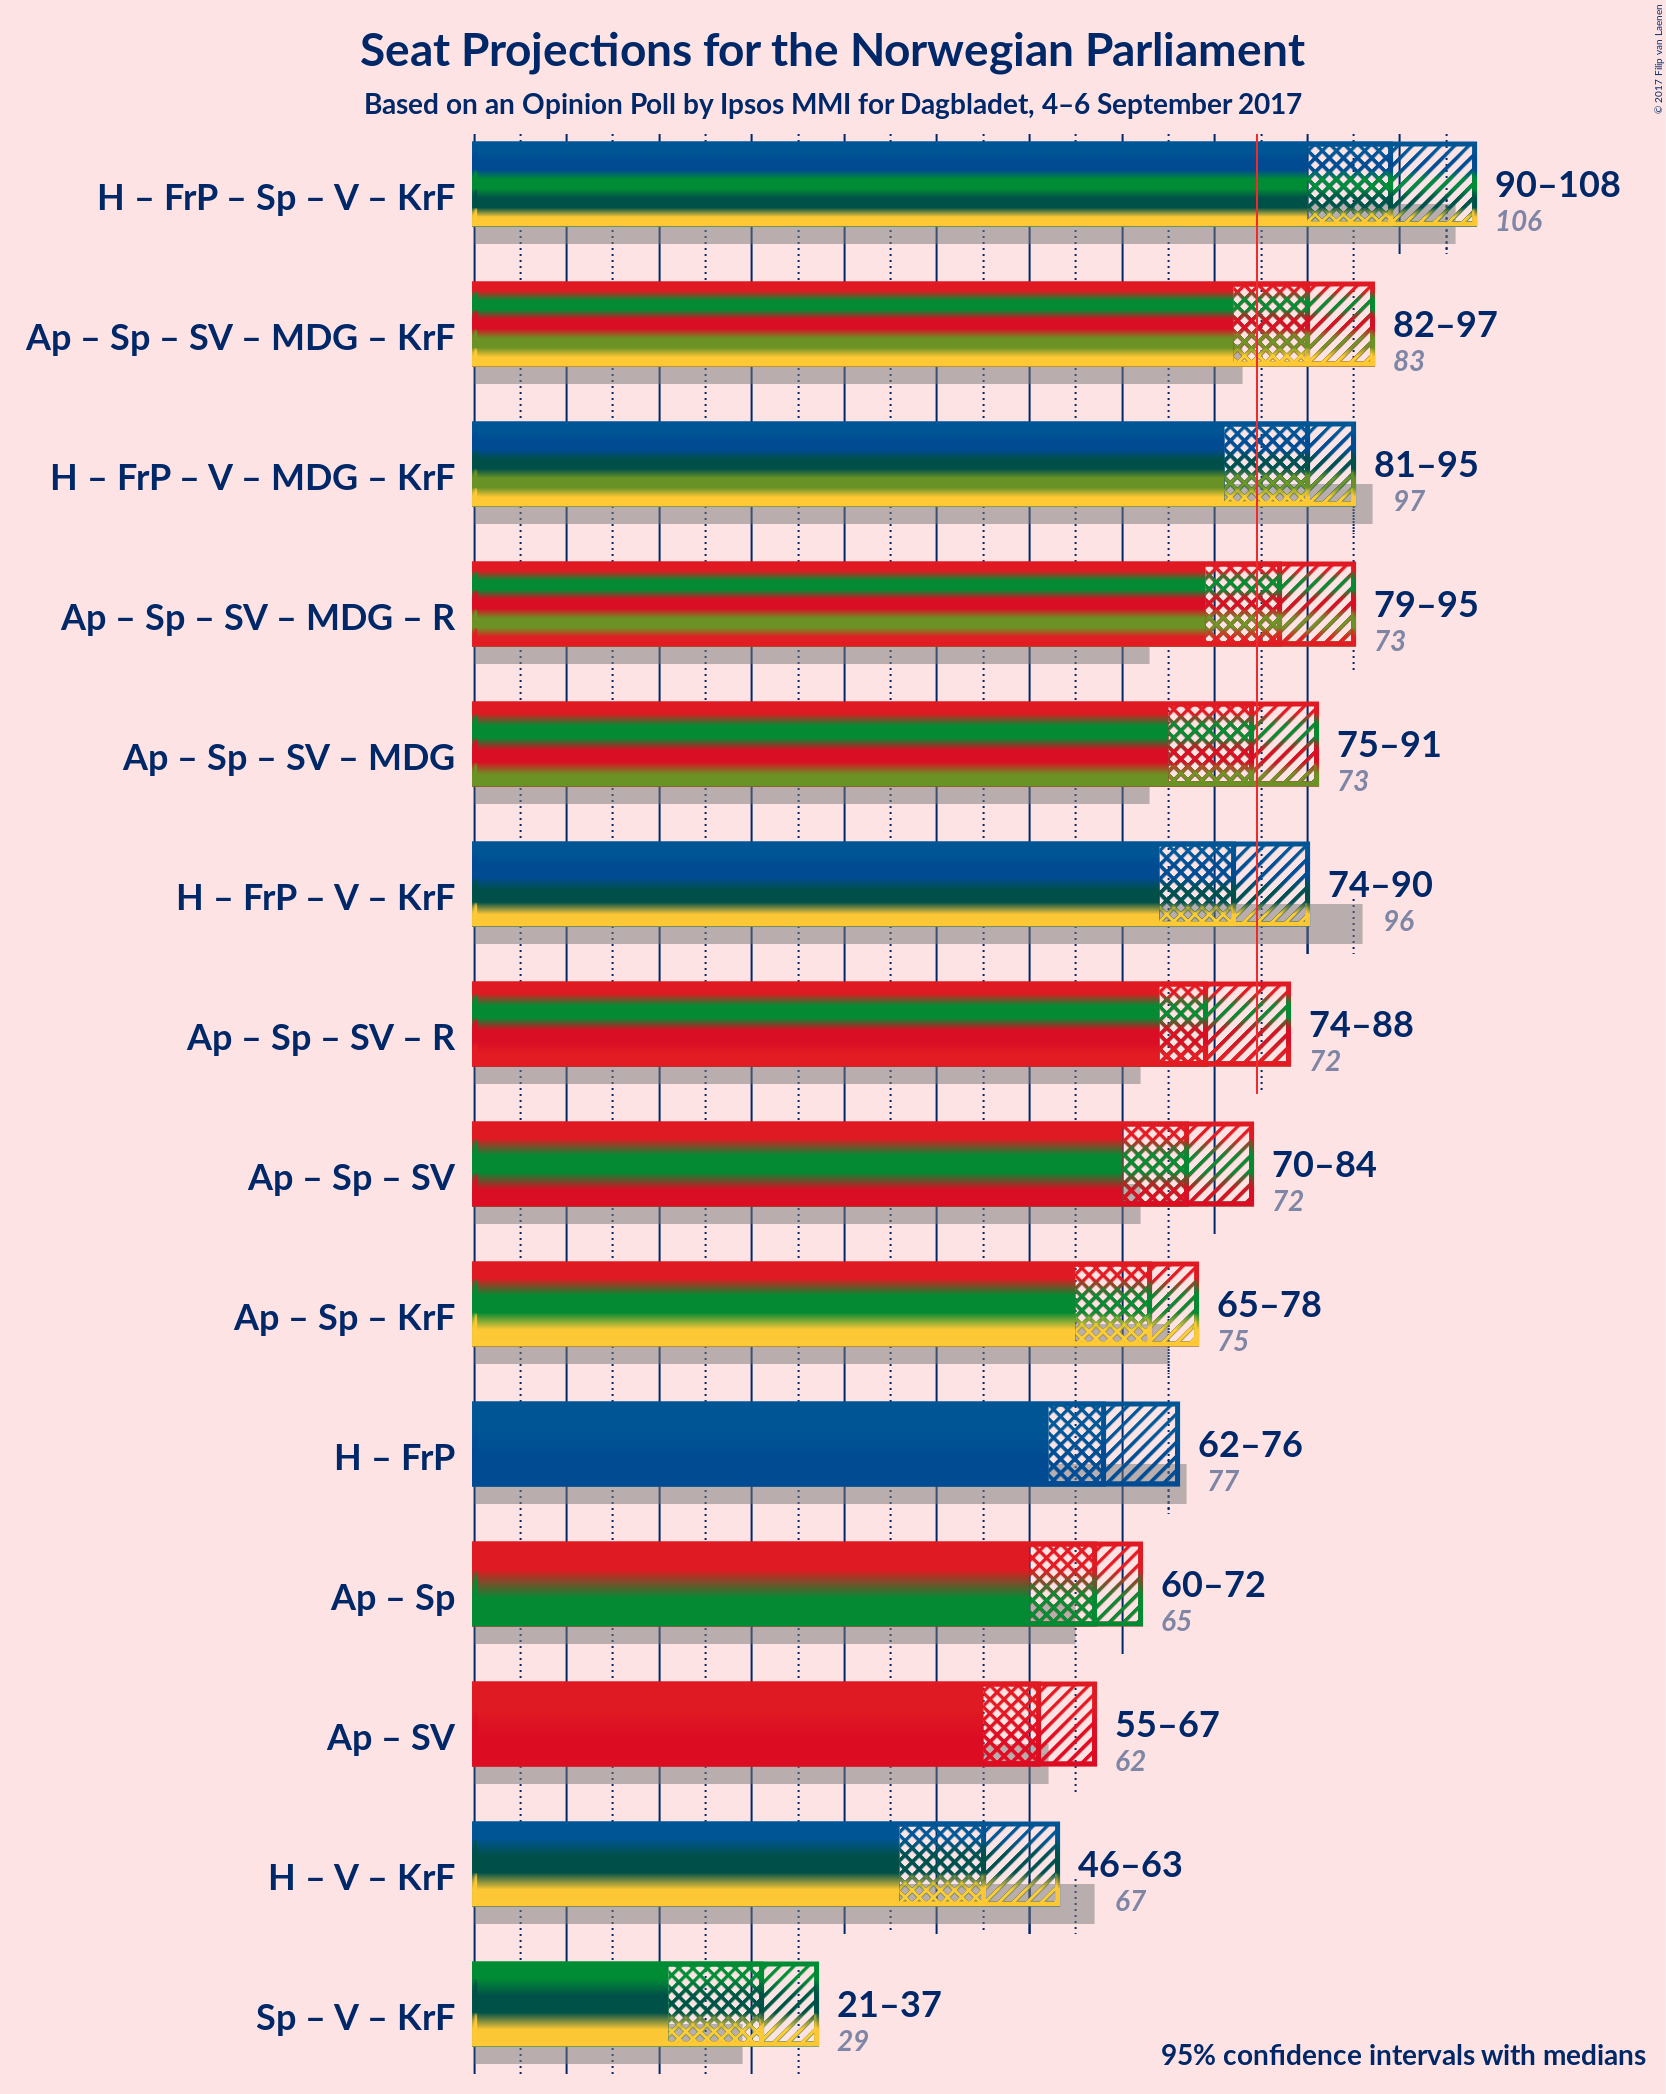 Seat Projections for the Norwegian Parliament
Based on an Opinion Poll by Ipsos MMI for Dagbladet, 4–6 September 2017
© 2017 Filip van Laenen
H – FrP – Sp – V – KrF
90–108
106
Ap – Sp – SV – MDG – KrF
82–97
83
H – FrP – V – MDG – KrF
81–95
97
Ap – Sp – SV – MDG – R
79–95
73
Ap – Sp – SV – MDG
75–91
73
H – FrP – V – KrF
74–90
96
Ap – Sp – SV – R
74–88
72
Ap – Sp – SV
70–84
72
Ap – Sp – KrF
65–78
75
H – FrP
62–76
77
Ap – Sp
60–72
65
Ap – SV
55–67
62
H – V – KrF
46–63
67
Sp – V – KrF
21–37
29
95% confidence intervals with medians